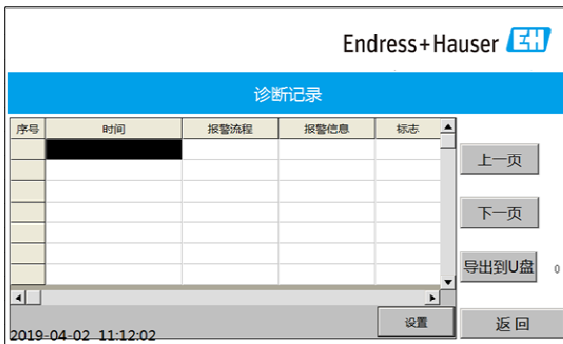 Endress+Hauser EH
诊断记录
序号 时间 报警流程 报警信息 标志
上一页
下一页
导出到U盘 0
设置
返回
2019-04-02 11:12:02